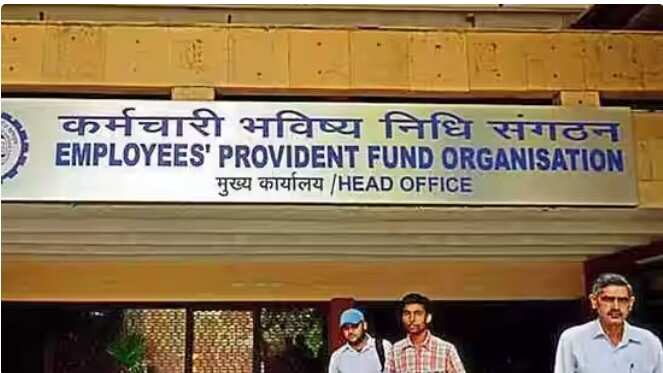 कर्मचारी भविष्य निधि संगठन
EMPLOYEES' PROVIDENT FUND ORGANISATION
मुख्य कार्यालय /HEAD OFFICE